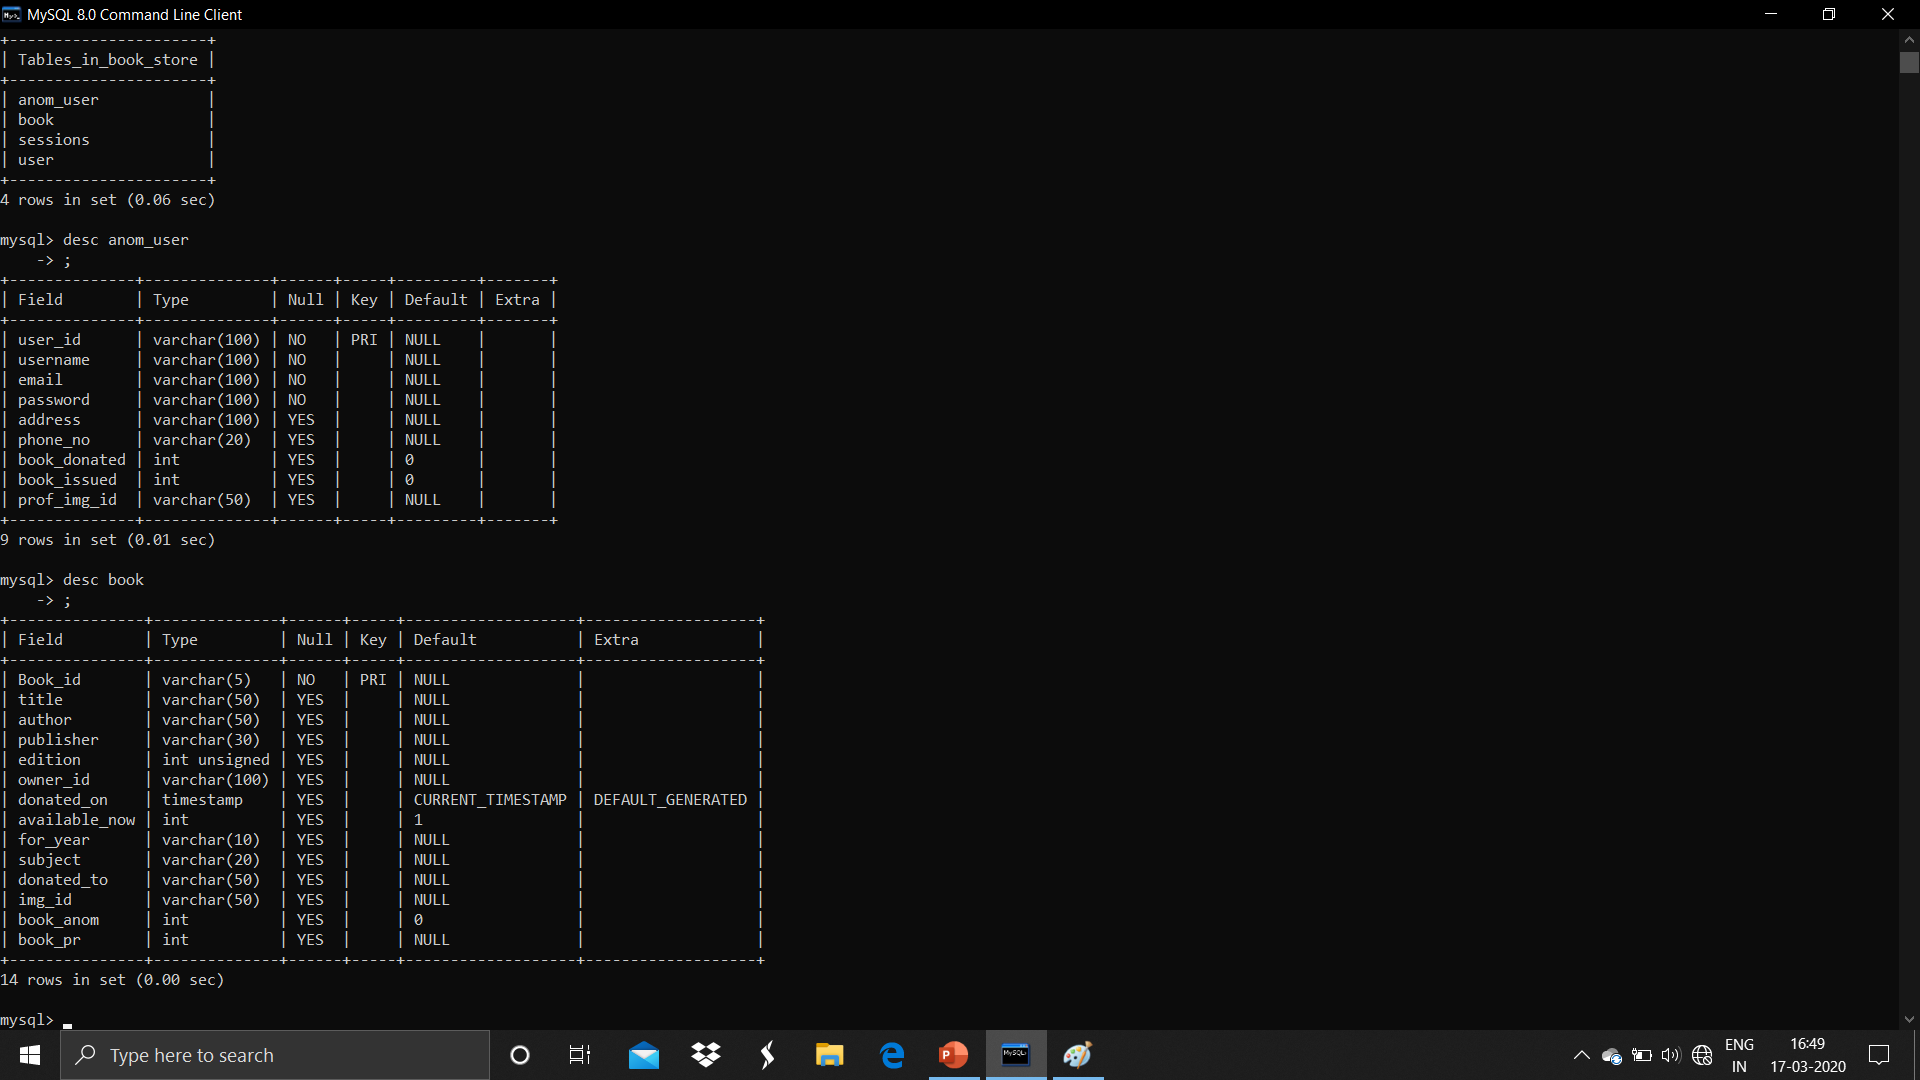 MySQL 8.0 Command Line Client
+----------------------+
| Tables_in_book_store |
+----------------------+
| anom_user            |
| book                 |
| sessions             |
| user                 |
+----------------------+
4 rows in set (0.06 sec)
mysql> desc anom_user
    -> ;
+--------------+--------------+------+-----+---------+-------+
| Field        | Type         | Null | Key | Default | Extra |
+--------------+--------------+------+-----+---------+-------+
| user_id      | varchar(100) | NO   | PRI | NULL    |       |
| username     | varchar(100) | NO   |     | NULL    |       |
| email        | varchar(100) | NO   |     | NULL    |       |
| password     | varchar(100) | NO   |     | NULL    |       |
| address      | varchar(100) | YES  |     | NULL    |       |
| phone_no     | varchar(20)  | YES  |     | NULL    |       |
| book_donated | int          | YES  |     | 0       |       |
| book_issued  | int          | YES  |     | 0       |       |
| prof_img_id  | varchar(50)  | YES  |     | NULL    |       |
+--------------+--------------+------+-----+---------+-------+
9 rows in set (0.01 sec)
mysql> desc book
    -> ;
+---------------+--------------+------+-----+-------------------+-------------------+
| Field         | Type         | Null | Key | Default           | Extra             |
+---------------+--------------+------+-----+-------------------+-------------------+
| Book_id       | varchar(5)   | NO   | PRI | NULL              |                   |
| title         | varchar(50)  | YES  |     | NULL              |                   |
| author        | varchar(50)  | YES  |     | NULL              |                   |
| publisher     | varchar(30)  | YES  |     | NULL              |                   |
| edition       | int unsigned | YES  |     | NULL              |                   |
| owner_id      | varchar(100) | YES  |     | NULL              |                   |
| donated_on    | timestamp    | YES  |     | CURRENT_TIMESTAMP | DEFAULT_GENERATED |
| available_now | int          | YES  |     | 1                 |                   |
| for_year      | varchar(10)  | YES  |     | NULL              |                   |
| subject       | varchar(20)  | YES  |     | NULL              |                   |
| donated_to    | varchar(50)  | YES  |     | NULL              |                   |
| img_id        | varchar(50)  | YES  |     | NULL              |                   |
| book_anom     | int          | YES  |     | 0                 |                   |
| book_pr       | int          | YES  |     | NULL              |                   |
+---------------+--------------+------+-----+-------------------+-------------------+
14 rows in set (0.00 sec)
mysql>
Type here to search
ENG
IN
16:49
17-03-2020